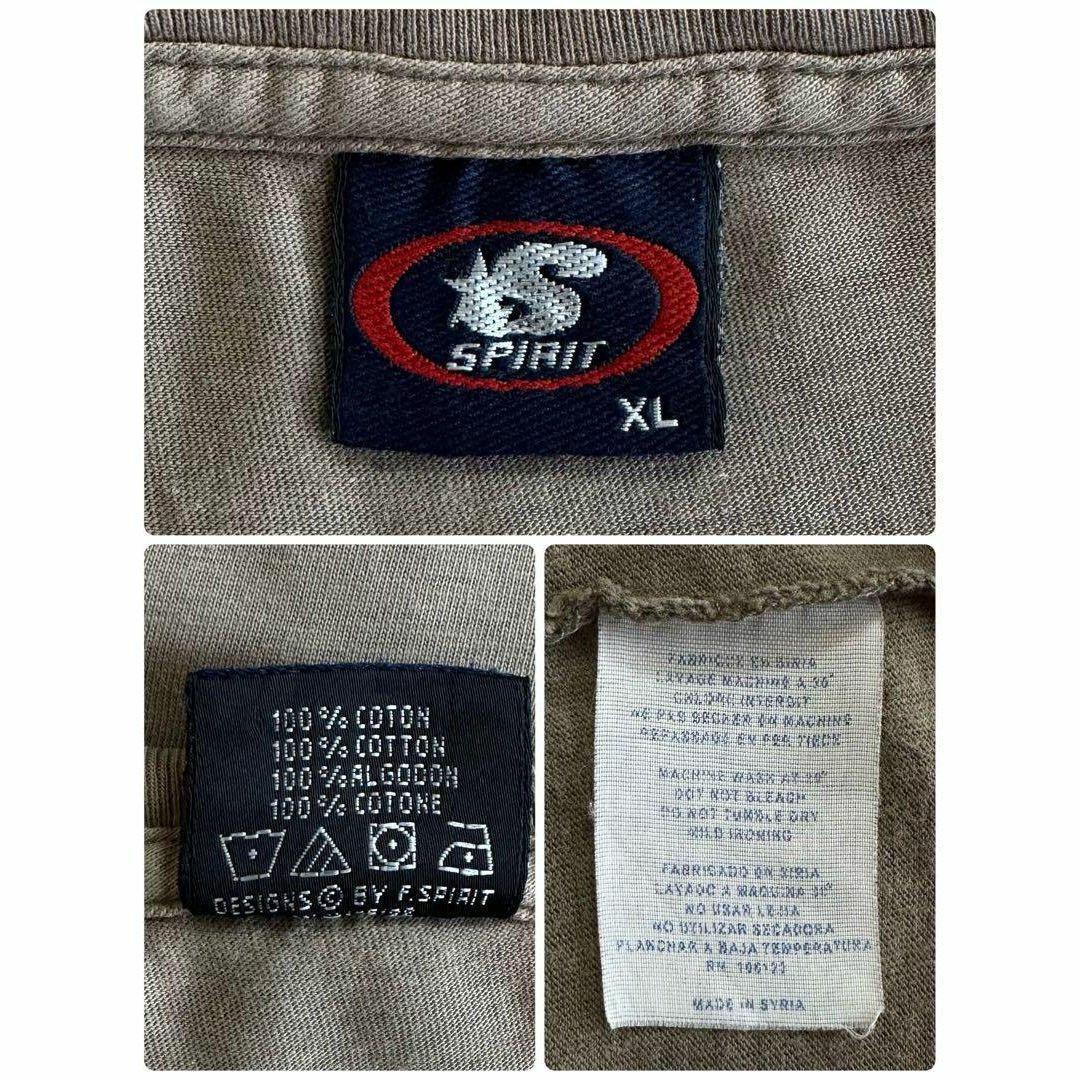 S
SPIRIT
XL
100 % COTON
100 % COTTON
100 % ALGODON
100 % COTONE
DESIGNS © BY F.SPIRIT
FABRIQUE EN SIRIA
LAVAGE MACHINE A 30°
CHLORE INTERDIT
NE PAS SECHER EN MACHINE
REPASSAGE EN FER TIEDE
MACHINE WASH AT 30°
DOT NOT BLEACH
DO NOT TUMBLE DRY
MILD IRONING
FABRICADO EN SIRIA
LAVADO A MAQUINA 30°
NO USAR LEJIA
NO UTILIZAR SECADORA
PLANCHAR A BAJA TEMPERATURA
RN
MADE IN SYRIA